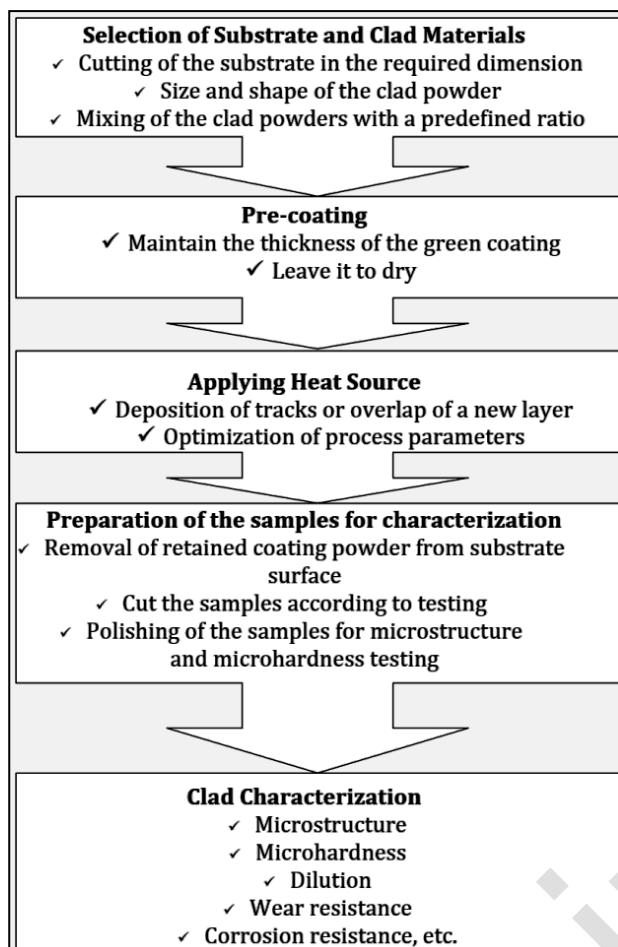 Selection of Substrate and Clad Materials
✓ Cutting of the substrate in the required dimension
✓ Size and shape of the clad powder
✓ Mixing of the clad powders with a predefined ratio
Pre-coating
✓ Maintain the thickness of the green coating
✓ Leave it to dry
Applying Heat Source
✓ Deposition of tracks or overlap of a new layer
✓ Optimization of process parameters
Preparation of the samples for characterization
✓ Removal of retained coating powder from substrate
surface
✓ Cut the samples according to testing
✓ Polishing of the samples for microstructure
and microhardness testing
Clad Characterization
✓ Microstructure
✓ Microhardness
✓ Dilution
✓ Wear resistance
✓ Corrosion resistance, etc.